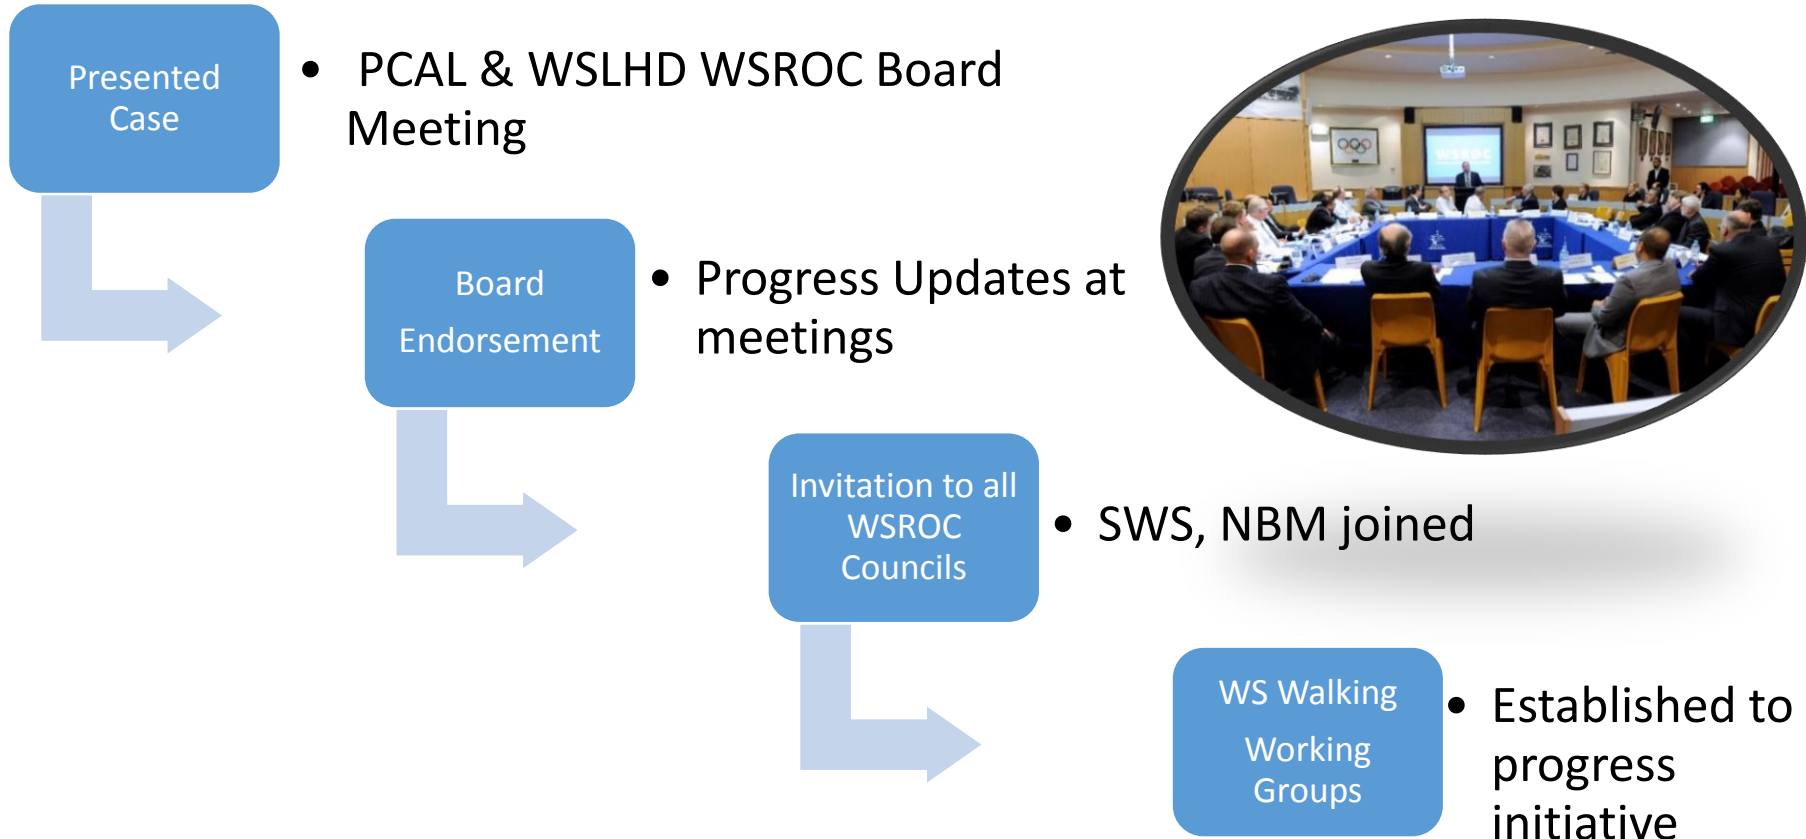 Presented
Case
• PCAL & WSLHD WSROC Board
Meeting
Board
Endorsement
• Progress Updates at
meetings
WSROC
Invitation to all
WSROC
Councils
• SWS, NBM joined
WS Walking
Working
Groups
• Established to
progress
initiative